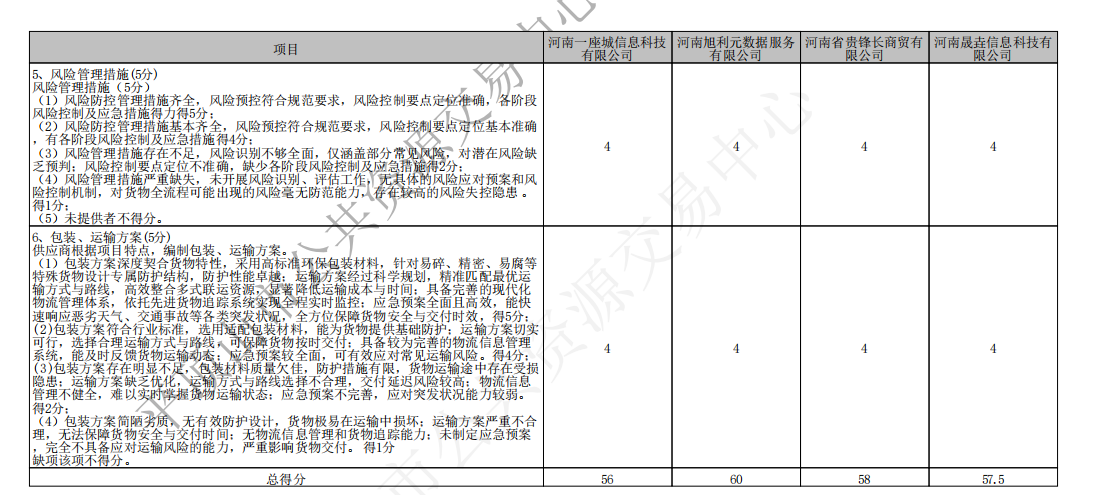 项目
河南一座城信息科技
有限公司
河南旭利元数据服务
有限公司
河南省贵锋长商贸有
限公司
河南晟垚信息科技有
限公司
5、风险管理措施(5分)
风险管理措施（5分）
（1）风险防控管理措施齐全，风险预控符合规范要求，风险控制要点定位准确，各阶段
风险控制及应急措施得力得5分；
（2）风险防控管理措施基本齐全，风险预控符合规范要求，风险控制要点定位基本准确
，有各阶段风险控制及应急措施得4分；
（3）风险管理措施存在不足，风险识别不够全面，仅涵盖部分常见风险，对潜在风险缺
乏预判；风险控制要点定位不准确，缺少各阶段风险控制及应急措施得2分；
（4）风险管理措施严重缺失，未开展风险识别、评估工作，无具体的风险应对预案和风
险控制机制，对货物全流程可能出现的风险毫无防范能力，存在较高的风险失控隐患 。
得1分；
（5）未提供者不得分。
4
4
4
4
6、包装、运输方案(5分)
供应商根据项目特点，编制包装、运输方案。
（1）包装方案深度契合货物特性，采用高标准环保包装材料，针对易碎、精密、易腐等
特殊货物设计专属防护结构，防护性能卓越；运输方案经过科学规划，精准匹配最优运
输方式与路线，高效整合多式联运资源，显著降低运输成本与时间；具备完善的现代化
物流管理体系，依托先进货物追踪系统实现全程实时监控；应急预案全面且高效，能快
速响应恶劣天气、交通事故等各类突发状况，全方位保障货物安全与交付时效，得5分；
(2)包装方案符合行业标准，选用适配包装材料，能为货物提供基础防护；运输方案切实
可行，选择合理运输方式与路线，可保障货物按时交付；具备较为完善的物流信息管理
系统，能及时反馈货物运输动态；应急预案较全面，可有效应对常见运输风险。得4分；
(3)包装方案存在明显不足，包装材料质量欠佳，防护措施有限，货物运输途中存在受损
隐患；运输方案缺乏优化，运输方式与路线选择不合理，交付延迟风险较高；物流信息
管理不健全，难以实时掌握货物运输状态；应急预案不完善，应对突发状况能力较弱。
得2分；
（4）包装方案简陋劣质，无有效防护设计，货物极易在运输中损坏；运输方案严重不合
理，无法保障货物安全与交付时间；无物流信息管理和货物追踪能力；未制定应急预案
，完全不具备应对运输风险的能力，严重影响货物交付。 得1分
缺项该项不得分。
4
4
4
4
总得分
56
60
58
57.5